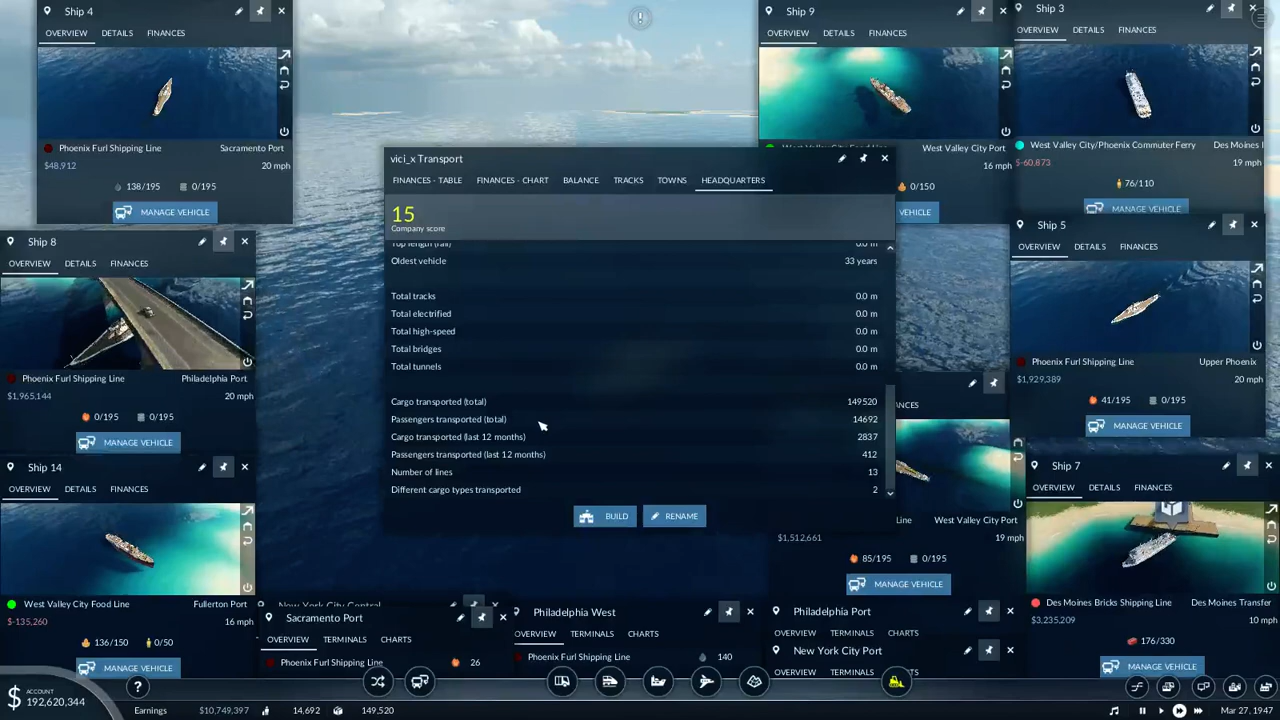 Ship 4
OVERVIEW DETAILS FINANCES
Phoenix Furl Shipping Line Sacramento Port
$48,912 20 mph
138/195 0/195
MANAGE VEHICLE
Ship 9
OVERVIEW DETAILS FINANCES
West Valley City Port
16 mph
0/150
Ship 3
OVERVIEW DETAILS FINANCES
West Valley City/Phoenix Commuter Ferry Des Moines
$-60,873 19 mph
76/110
MANAGE VEHICLE
vici_x Transport
FINANCES - TABLE FINANCES - CHART BALANCE TRACKS TOWNS HEADQUARTERS
15
Company score
Top length (rail) 0.0 m
Oldest vehicle 33 years
Total tracks 0.0 m
Total electrified 0.0 m
Total high-speed 0.0 m
Total bridges 0.0 m
Total tunnels 0.0 m
Cargo transported (total) 149520
Passengers transported (total) 14692
Cargo transported (last 12 months) 2837
Passengers transported (last 12 months) 412
Number of lines 13
Different cargo types transported 2
BUILD RENAME
Ship 8
OVERVIEW DETAILS FINANCES
Phoenix Furl Shipping Line Philadelphia Port
$1,965,144 20 mph
0/195 0/195
MANAGE VEHICLE
Ship 5
OVERVIEW DETAILS FINANCES
Phoenix Furl Shipping Line Upper Phoenix
$1,929,389 20 mph
41/195 0/195
MANAGE VEHICLE
Line West Valley City Port
$1,512,661 19 mph
85/195 0/195
MANAGE VEHICLE
Ship 14
OVERVIEW DETAILS FINANCES
West Valley City Food Line Fullerton Port
$-135,260 16 mph
136/150 0/50
MANAGE VEHICLE
Ship 7
OVERVIEW DETAILS FINANCES
Des Moines Bricks Shipping Line Des Moines Transfer
$3,235,209 10 mph
176/330
MANAGE VEHICLE
New York City Central
Sacramento Port
OVERVIEW TERMINALS CHARTS
Phoenix Furl Shipping Line 26
Philadelphia West
OVERVIEW TERMINALS CHARTS
Phoenix Furl Shipping Line 140
Philadelphia Port
OVERVIEW TERMINALS CHARTS
New York City Port
OVERVIEW TERMINALS CHARTS
$ ACCOUNT
192,620,344
?
Earnings $10,749,397 14,692 149,520
Mar 27, 1947